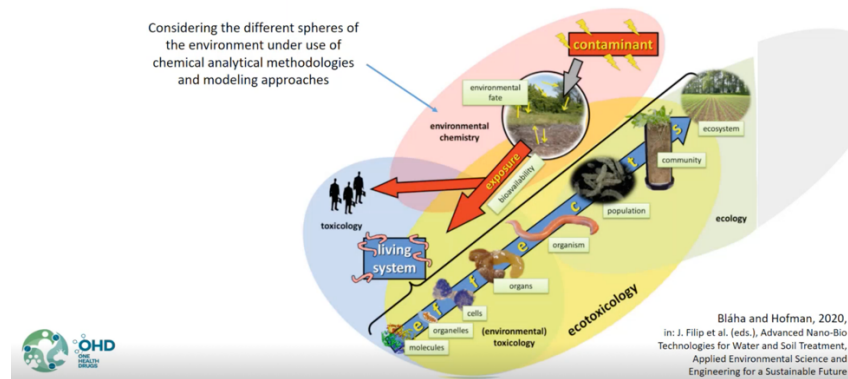 Considering the different spheres of
the environment under use of
chemical analytical methodologies
and modeling approaches
contaminant
environmental
fate
environmental
chemistry
exposure
bioavailability
toxicology
living
system
effects
ecosystem
community
population
ecology
organism
organs
cells
organelles
molecules
(environmental)
toxicology
ecotoxicology
Bláha and Hofman, 2020,
in: J. Filip et al. (eds.), Advanced Nano-Bio
Technologies for Water and Soil Treatment,
Applied Environmental Science and
Engineering for a Sustainable Future
OHD
ONE
HEALTH
DRUGS